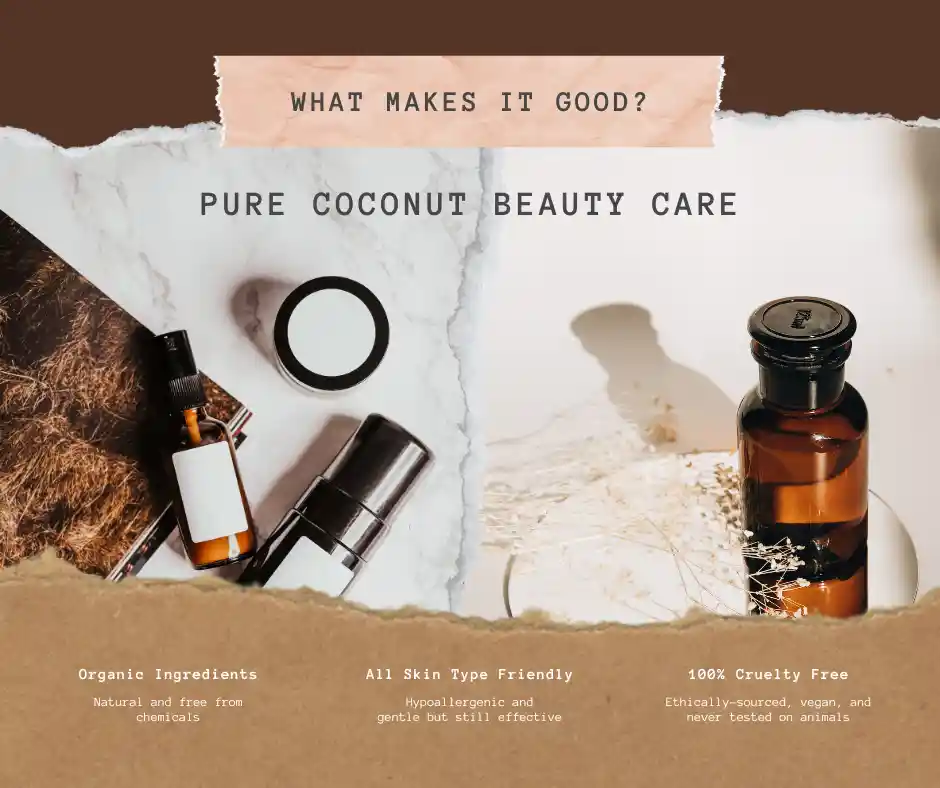 WHAT MAKES IT GOOD?
PURE COCONUT BEAUTY CARE
Organic Ingredients
Natural and free from
chemicals
All Skin Type Friendly
Hypoallergenic and
gentle but still effective
100% Cruelty Free
Ethically-sourced, vegan, and
never tested on animals